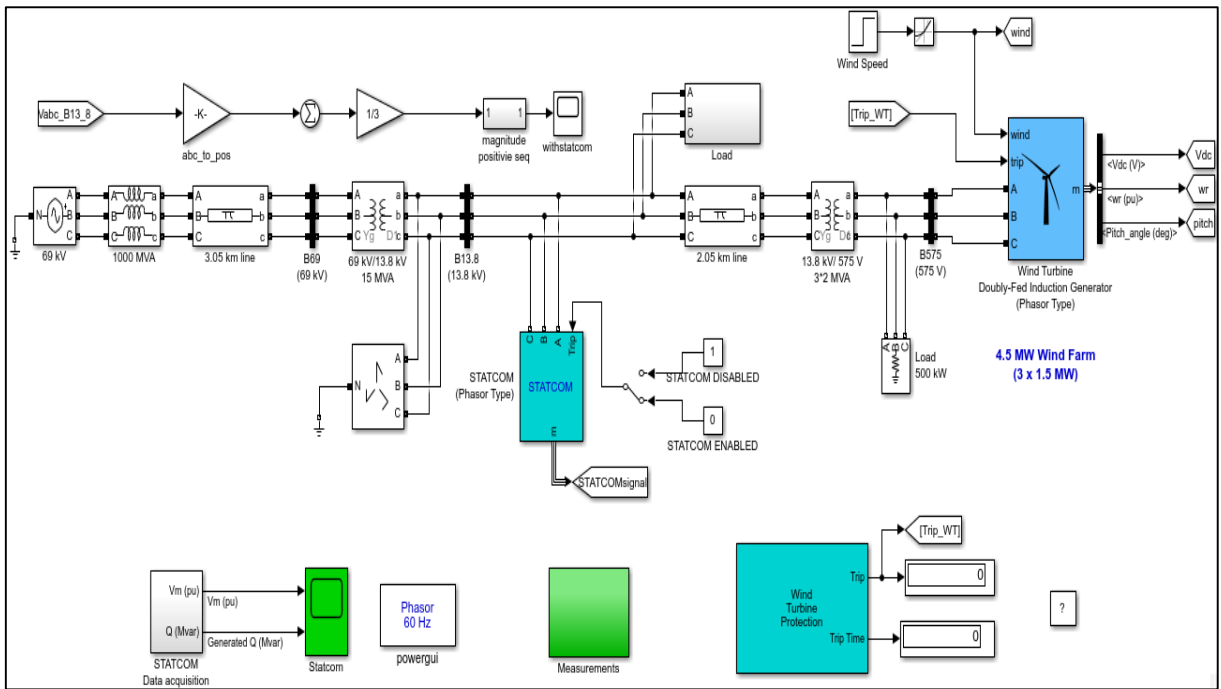 Wind Speed
wind
Vabc_B13_8
-K-
abc_to_pos
Σ
1/3
1 1
magnitude
positivie seq
withstatcom
A
B
C
Load
[Trip_WT]
wind
trip
A
B
C
m
<Vdc (V)>
<wr (pu)>
<Pitch_angle (deg)>
Vdc
wr
pitch
Wind Turbine
Doubly-Fed Induction Generator
(Phasor Type)
N
A
B
C
69 kV
A a
B b
C c
1000 MVA
A a
B π b
C c
3.05 km line
B69
(69 kV)
A a
B b
C Yg D1 c
69 kV/13.8 kV
15 MVA
B13.8
(13.8 kV)
A a
B π b
C c
2.05 km line
A a
B b
C Yg D1 c
13.8 kV/ 575 V
3*2 MVA
B575
(575 V)
A B C
Load
500 kW
4.5 MW Wind Farm
(3 x 1.5 MW)
N
A
B
C
STATCOM
(Phasor Type)
C B A Trip
STATCOM
m
1
STATCOM DISABLED
0
STATCOM ENABLED
STATCOMsignal
Vm (pu)
Q (Mvar)
STATCOM
Data acquisition
Vm (pu)
Generated Q (Mvar)
Statcom
Phasor
60 Hz
powergui
Measurements
Wind
Turbine
Protection
Trip
Trip Time
[Trip_WT]
0
0
?